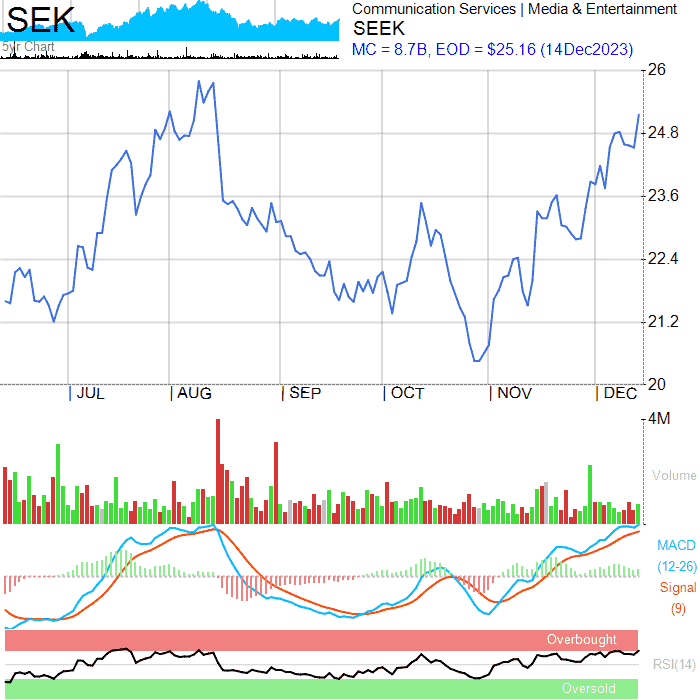 SEK
5yr Chart
Communication Services | Media & Entertainment
SEEK
MC = 8.7B, EOD = $25.16 (14Dec2023)
26
24.8
23.6
22.4
21.2
20
| JUL | AUG | SEP | OCT | NOV | DEC
4M
Volume
MACD
(12-26)
Signal
(9)
Overbought
RSI(14)
Oversold